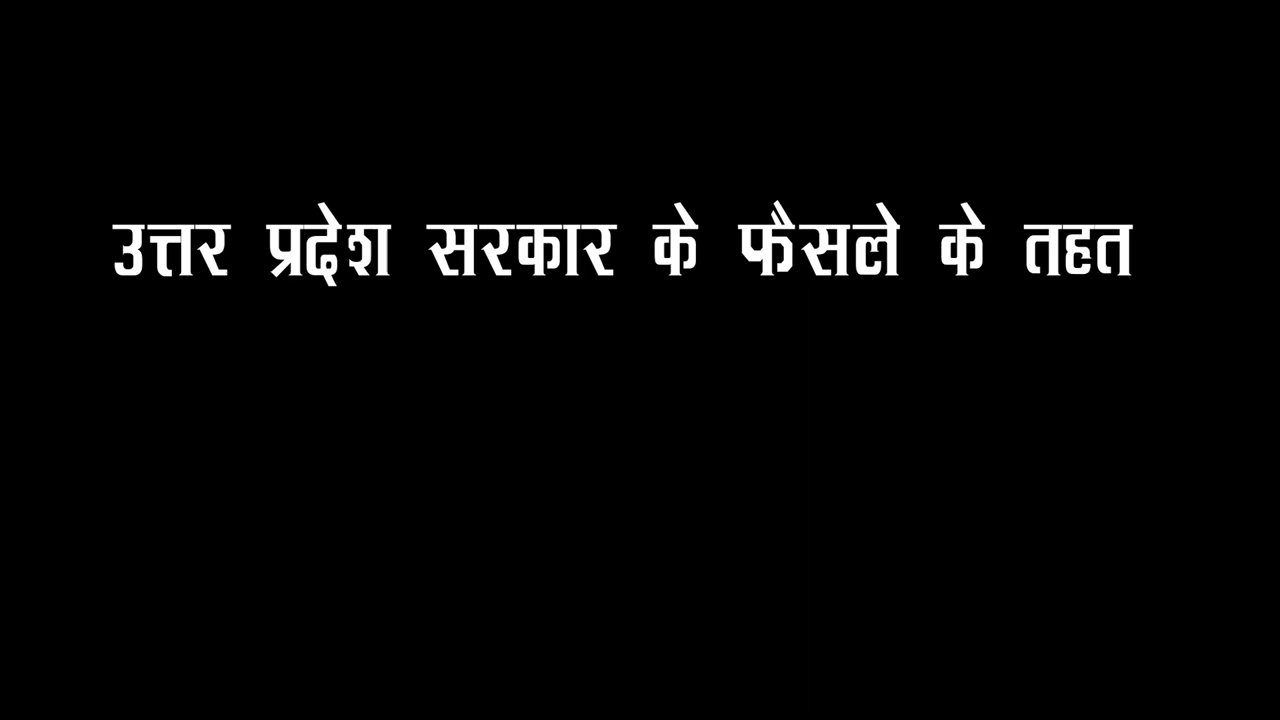 उत्तर प्रदेश सरकार के फैसले के तहत